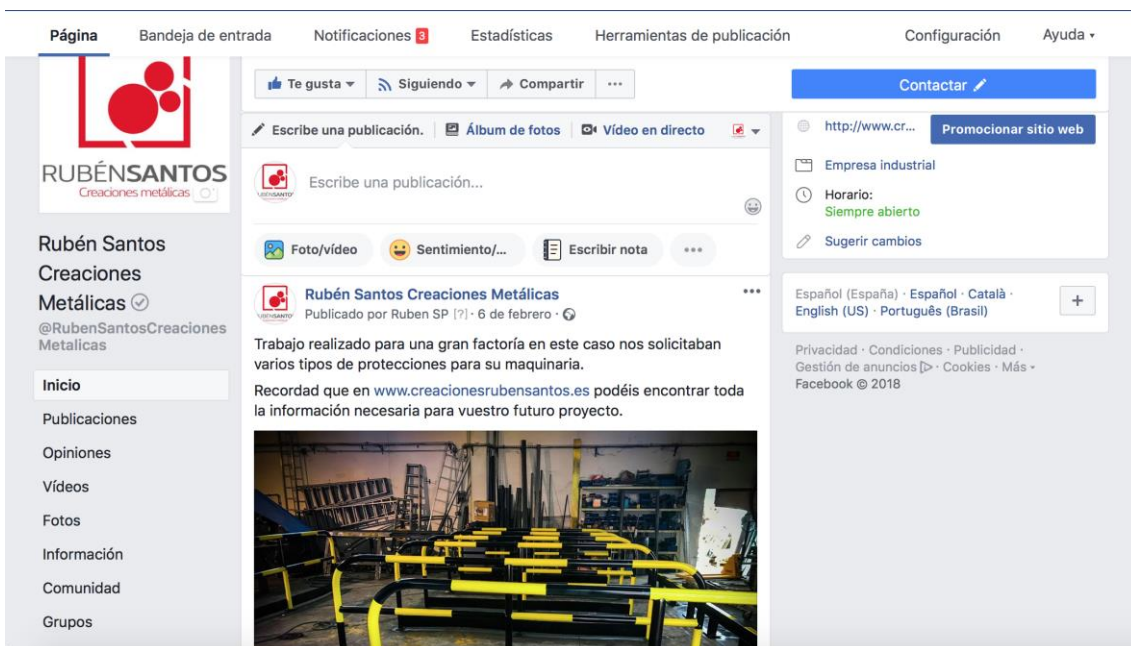 Página
Bandeja de entrada
Notificaciones 3
Estadísticas
Herramientas de publicación
Configuración
Ayuda
RUBÉNSANTOS
Creaciones metálicas
Rubén Santos
Creaciones
Metálicas
@RubenSantosCreaciones
Metalicas
Inicio
Publicaciones
Opiniones
Vídeos
Fotos
Información
Comunidad
Grupos
Te gusta
Siguiendo
Compartir
...
Escribe una publicación.
Álbum de fotos
Vídeo en directo
Escribe una publicación...
Foto/vídeo
Sentimiento/...
Escribir nota
Rubén Santos Creaciones Metálicas
Publicado por Ruben SP [?] · 6 de febrero ·
Trabajo realizado para una gran factoría en este caso nos solicitaban
varios tipos de protecciones para su maquinaria.
Recordad que en www.creacionesrubensantos.es podéis encontrar toda
la información necesaria para vuestro futuro proyecto.
Contactar
http://www.cr...
Promocionar sitio web
Empresa industrial
Horario:
Siempre abierto
Sugerir cambios
Español (España) · Español · Català ·
English (US) · Português (Brasil)
+
Privacidad · Condiciones · Publicidad ·
Gestión de anuncios · Cookies · Más
Facebook © 2018